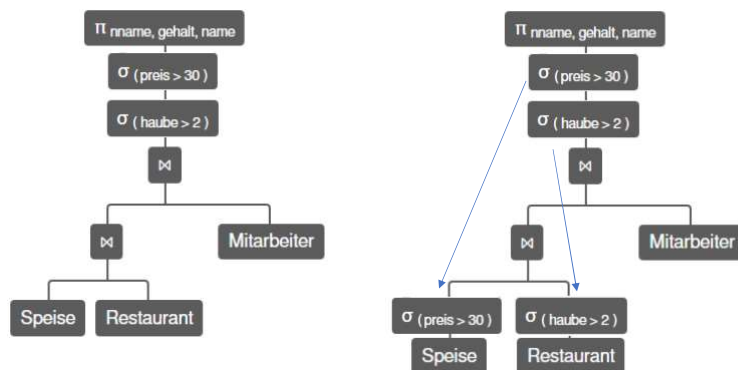 π nname, gehalt, name
σ ( preis > 30 )
σ ( haube > 2 )
⋈
⋈
Mitarbeiter
Speise
Restaurant
π nname, gehalt, name
σ ( preis > 30 )
σ ( haube > 2 )
⋈
⋈
Mitarbeiter
σ ( preis > 30 )
σ ( haube > 2 )
Speise
Restaurant